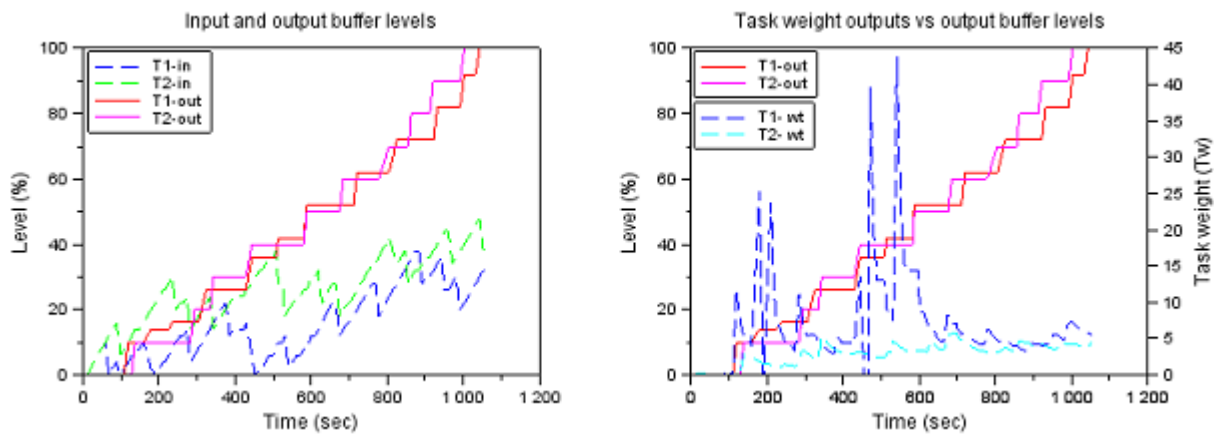 Input and output buffer levels
100
80
60
40
20
0
Level (%)
T1-in
T2-in
T1-out
T2-out
0
200
400
600
800
1 000
1 200
Time (sec)
Task weight outputs vs output buffer levels
100
80
60
40
20
0
Level (%)
T1-out
T2-out
T1- wt
T2- wt
45
40
35
30
25
20
15
10
5
0
Task weight (Tw)
0
200
400
600
800
1 000
1 200
Time (sec)